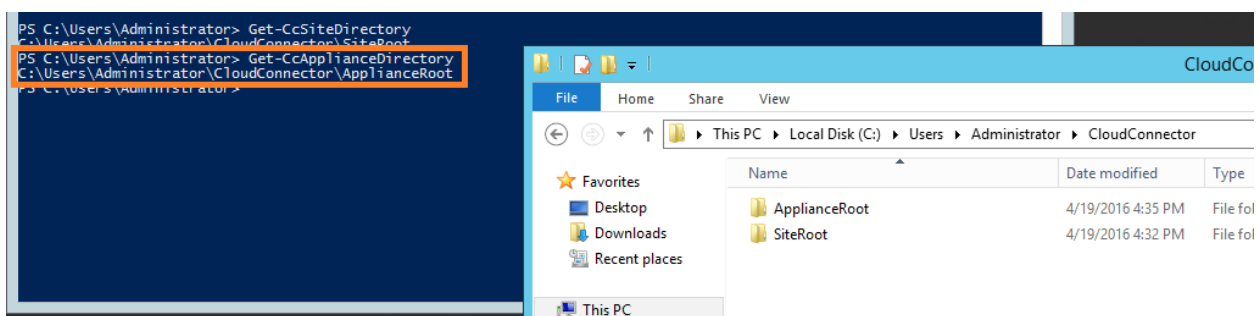 PS C:\Users\Administrator> Get-CcSiteDirectory
C:\Users\Administrator\CloudConnector\SiteRoot
PS C:\Users\Administrator> Get-CcApplianceDirectory
C:\Users\Administrator\CloudConnector\ApplianceRoot
PS C:\Users\Administrator>
CloudCo
File Home Share View
This PC Local Disk (C:) Users Administrator CloudConnector
Name Date modified Type
Favorites
Desktop
Downloads
Recent places
This PC
ApplianceRoot 4/19/2016 4:35 PM File fol
SiteRoot 4/19/2016 4:32 PM File fol